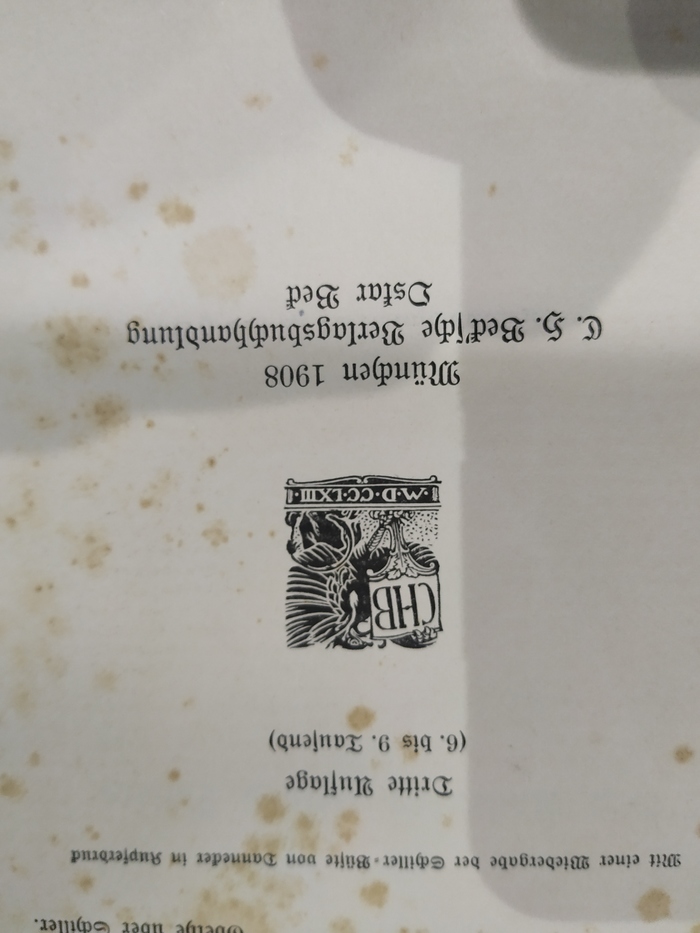 über Schiller.
Mit einer Wiedergabe der Schiller-Büste von Dannecker in Kupferdruck
Dritte Auflage
(6. bis 9. Tausend)
CHB
·M·D·CC·LXIII·
München 1908
C. H. Beck'sche Verlagsbuchhandlung
Oskar Beck